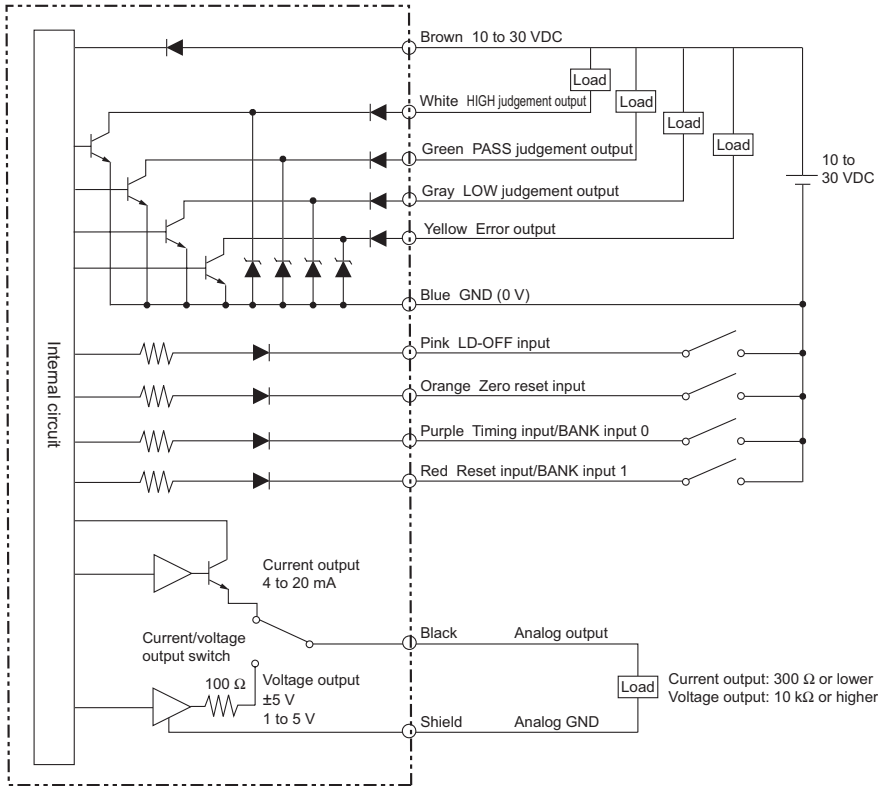 Brown 10 to 30 VDC
Load
White HIGH judgement output
Load
Load
Green PASS judgement output
Load
10 to
30 VDC
Gray LOW judgement output
Yellow Error output
Blue GND (0 V)
Internal circuit
Pink LD-OFF input
Orange Zero reset input
Purple Timing input/BANK input 0
Red Reset input/BANK input 1
Current output
4 to 20 mA
Current/voltage
output switch
Black Analog output
100 Ω
Voltage output
±5 V
1 to 5 V
Load
Current output: 300 Ω or lower
Voltage output: 10 kΩ or higher
Shield Analog GND